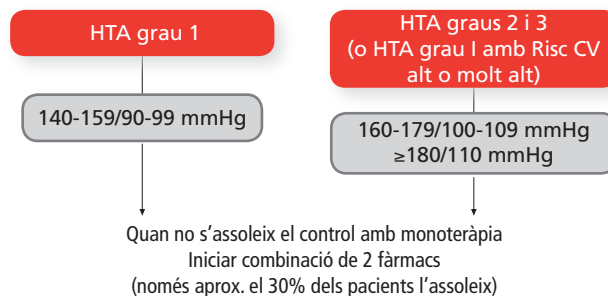 HTA grau 1
140-159/90-99 mmHg
HTA graus 2 i 3
(o HTA grau I amb Risc CV
alt o molt alt)
160-179/100-109 mmHg
≥180/110 mmHg
Quan no s’assoleix el control amb monoteràpia
Iniciar combinació de 2 fàrmacs
(només aprox. el 30% dels pacients l’assoleix)